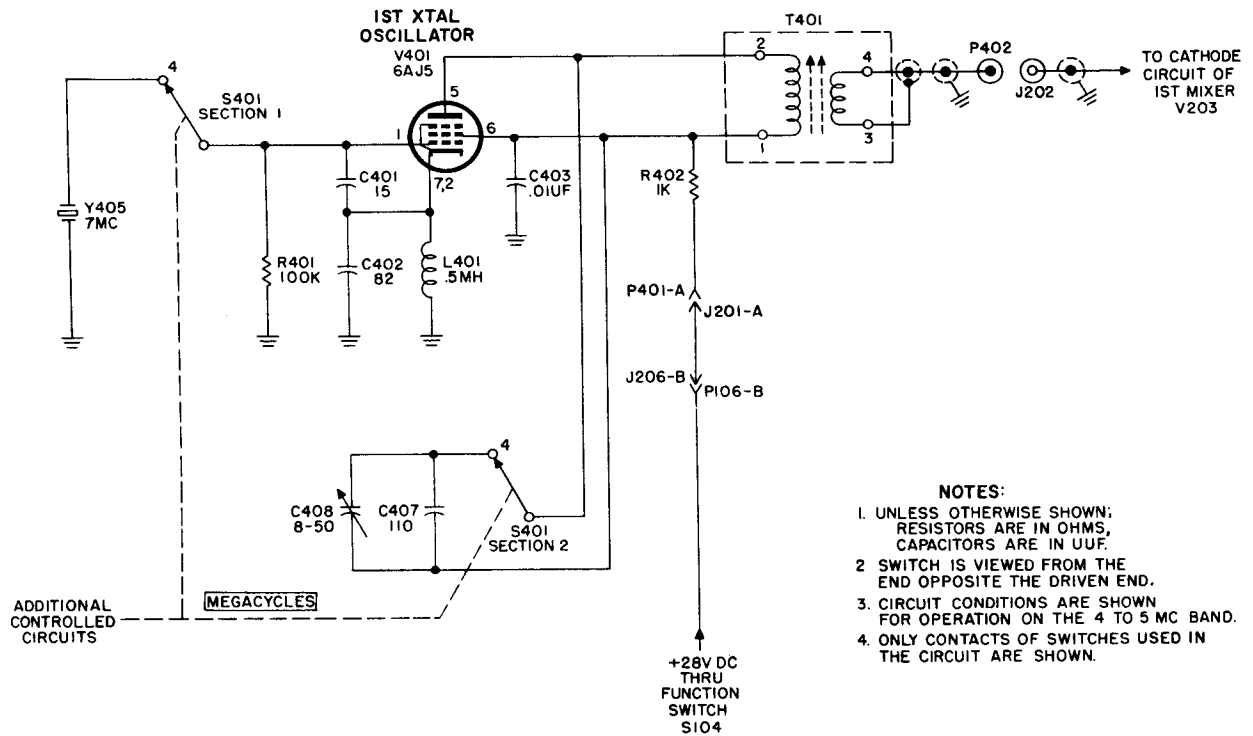 1ST XTAL
OSCILLATOR
V401
6AJ5
T401
4
S401
SECTION 1
5
1
6
7,2
2
4
1
3
P402
J202
TO CATHODE
CIRCUIT OF
1ST MIXER
V203
Y405
7MC
R401
100K
C401
15
C402
82
L401
.5MH
C403
.01UF
R402
1K
P401-A
J201-A
J206-B
P106-B
4
C408
8-50
C407
110
S401
SECTION 2
ADDITIONAL
CONTROLLED
CIRCUITS
MEGACYCLES
+28V DC
THRU
FUNCTION
SWITCH
S104
NOTES:
1. UNLESS OTHERWISE SHOWN;
RESISTORS ARE IN OHMS,
CAPACITORS ARE IN UUF.
2 SWITCH IS VIEWED FROM THE
END OPPOSITE THE DRIVEN END.
3. CIRCUIT CONDITIONS ARE SHOWN
FOR OPERATION ON THE 4 TO 5 MC BAND.
4. ONLY CONTACTS OF SWITCHES USED IN
THE CIRCUIT ARE SHOWN.